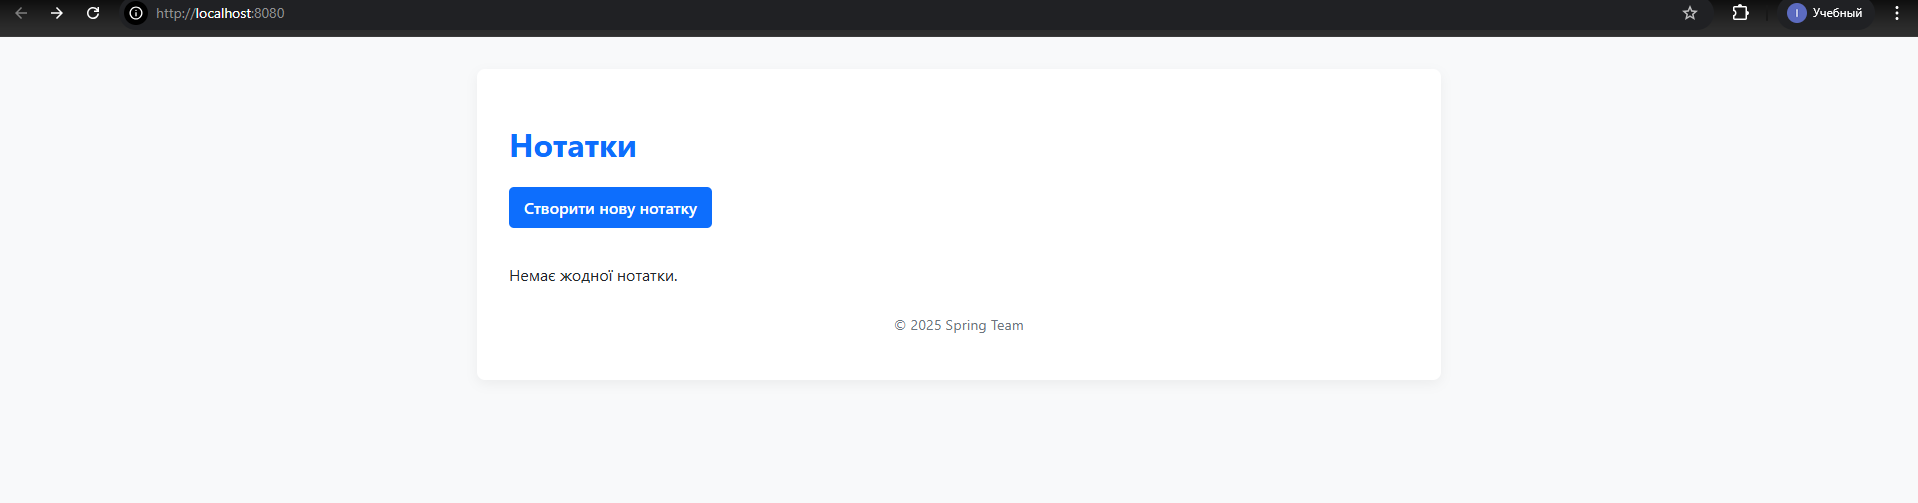 http://localhost:8080
I Учебный
Нотатки
Створити нову нотатку
Немає жодної нотатки.
© 2025 Spring Team